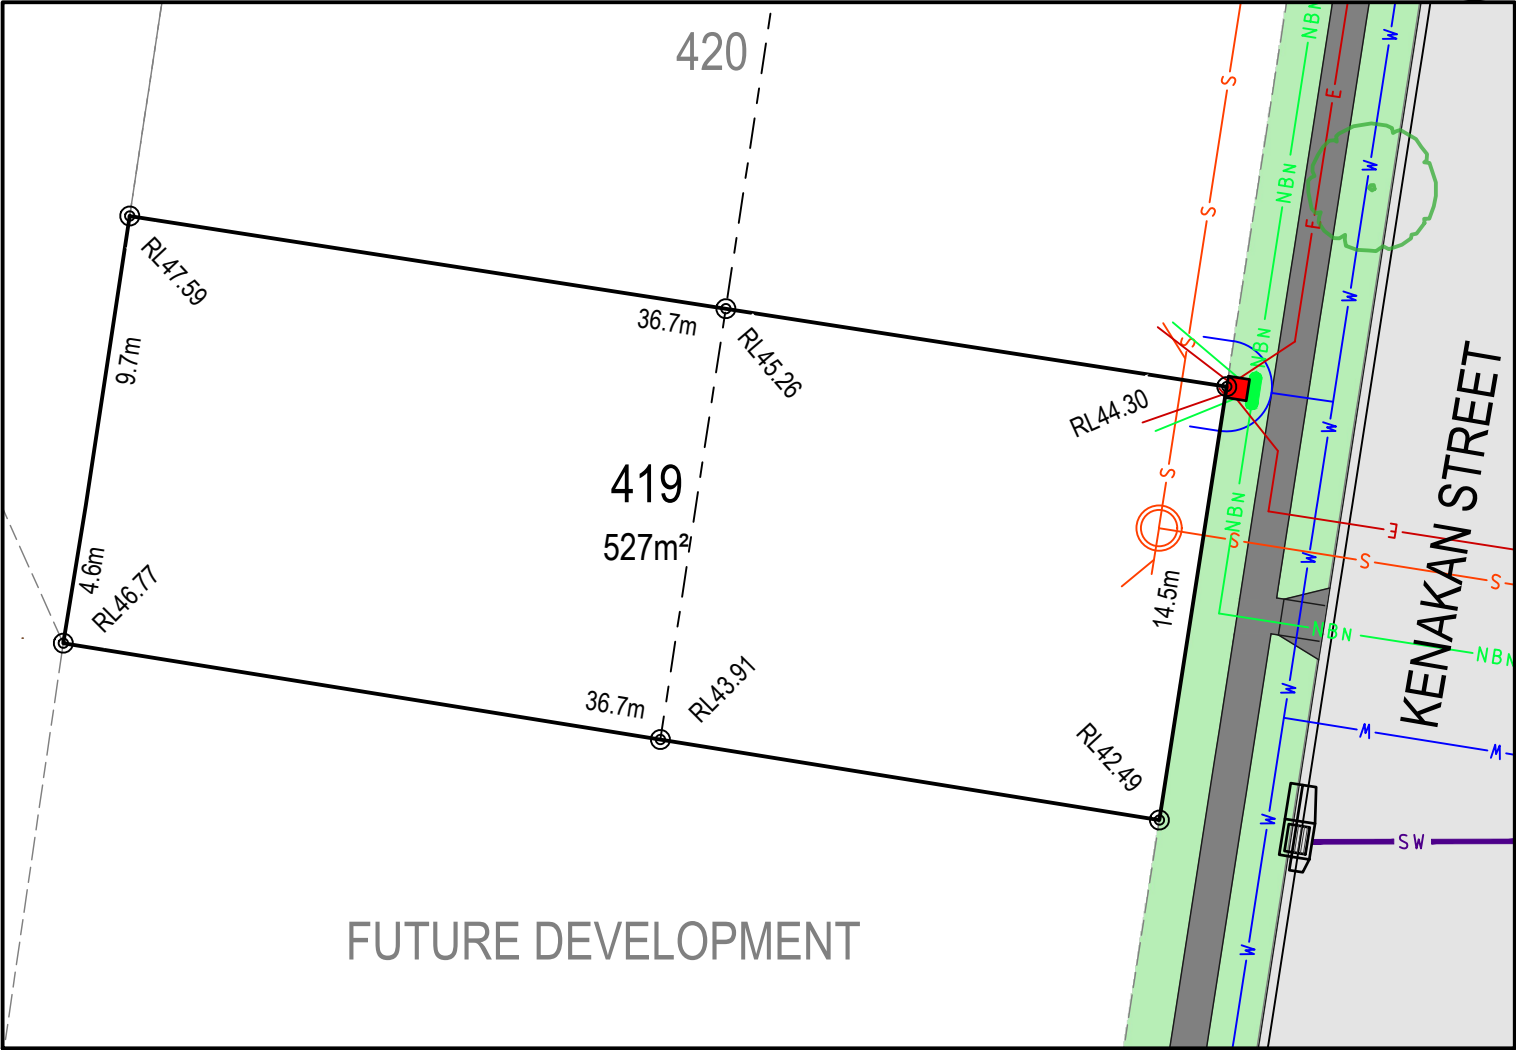 420
S
S
S
S
S
S
S
NBN
NBN
NBN
NBN
NBN
NBN
E
E
E
W
W
W
W
W
W
W
W
W
W
RL47.59
9.7m
36.7m
RL45.26
RL44.30
419
527m²
4.6m
RL46.77
14.5m
36.7m
RL43.91
RL42.49
KENAKAN STREET
SW
FUTURE DEVELOPMENT